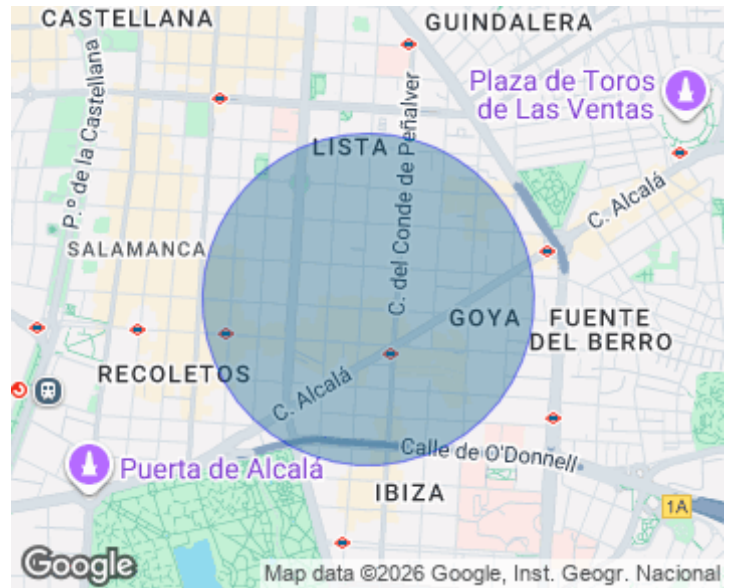 CASTELLANA
GUINDALERA
Plaza de Toros
de Las Ventas
P.º de la Castellana
C. del Conde de Peñalver
LISTA
C. Alcalá
SALAMANCA
GOYA
FUENTE
DEL BERRO
RECOLETOS
C. Alcalá
Puerta de Alcalá
Calle de O'Donnell
IBIZA
1A
Google
Map data ©2026 Google, Inst. Geogr. Nacional